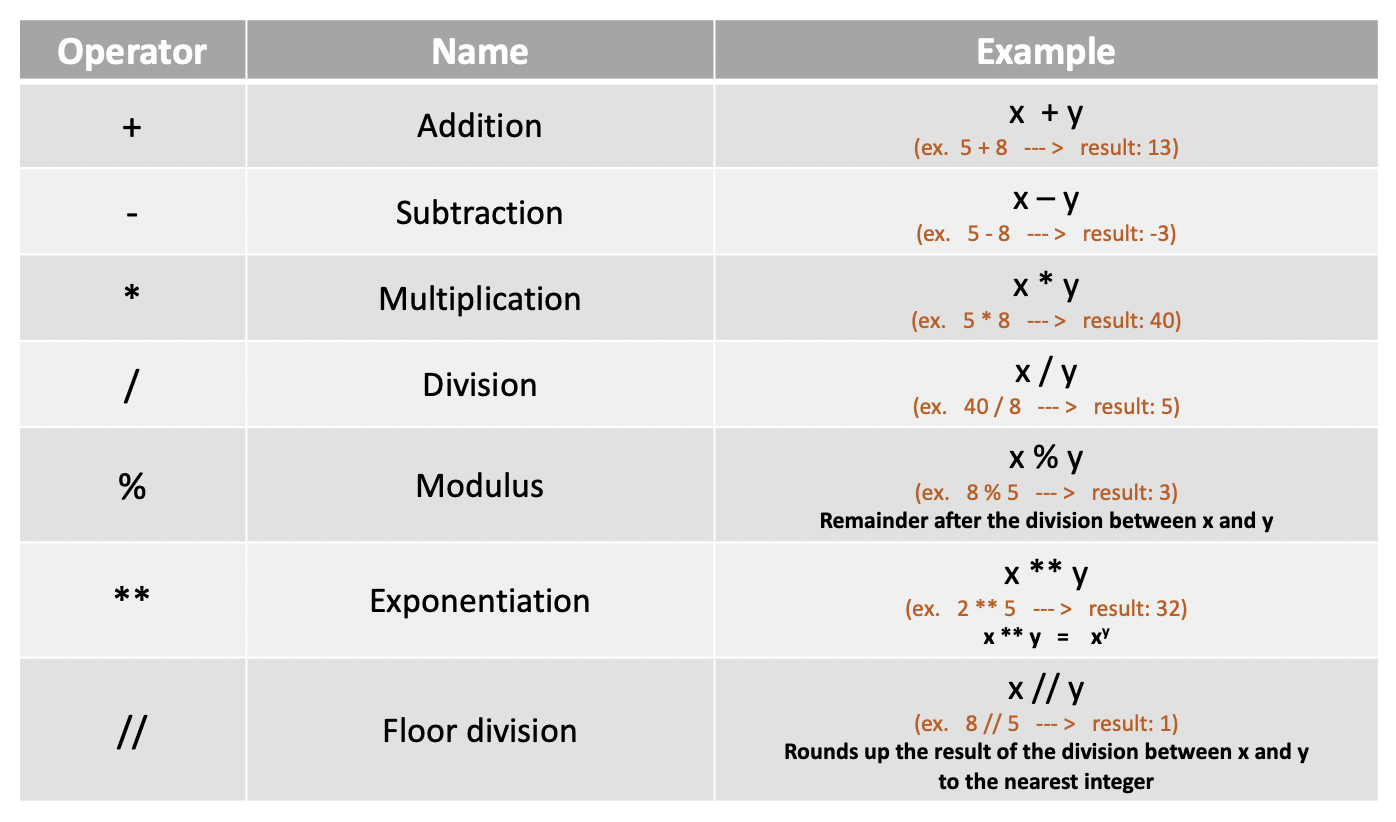 Operator Name Example
+ Addition x + y
(ex. 5 + 8 --- > result: 13)
- Subtraction x – y
(ex. 5 - 8 --- > result: -3)
* Multiplication x * y
(ex. 5 * 8 --- > result: 40)
/ Division x / y
(ex. 40 / 8 --- > result: 5)
% Modulus x % y
(ex. 8 % 5 --- > result: 3)
Remainder after the division between x and y
** Exponentiation x ** y
(ex. 2 ** 5 --- > result: 32)
x ** y = xʸ
// Floor division x // y
(ex. 8 // 5 --- > result: 1)
Rounds up the result of the division between x and y
to the nearest integer